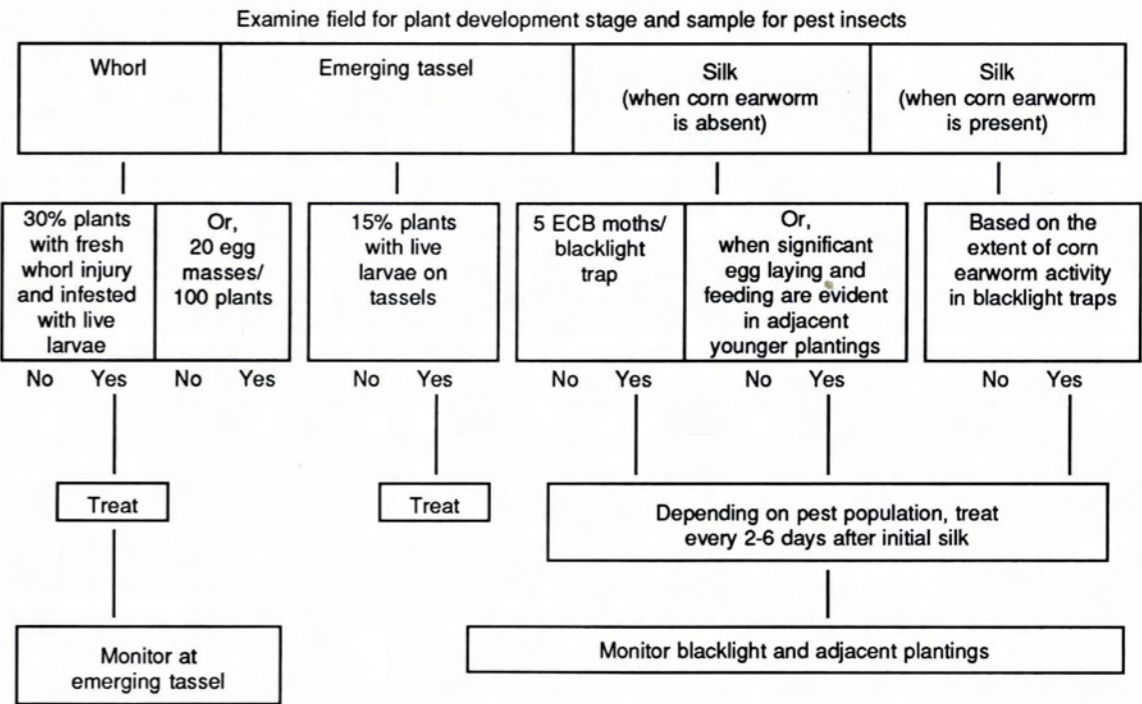 Examine field for plant development stage and sample for pest insects
Whorl
Emerging tassel
Silk
(when corn earworm
is absent)
Silk
(when corn earworm
is present)
30% plants
with fresh
whorl injury
and infested
with live
larvae
Or,
20 egg
masses/
100 plants
15% plants
with live
larvae on
tassels
5 ECB moths/
blacklight
trap
Or,
when significant
egg laying and
feeding are evident
in adjacent
younger plantings
Based on the
extent of corn
earworm activity
in blacklight traps
No Yes No Yes No Yes No Yes No Yes No Yes
Treat
Treat
Depending on pest population, treat
every 2-6 days after initial silk
Monitor at
emerging tassel
Monitor blacklight and adjacent plantings